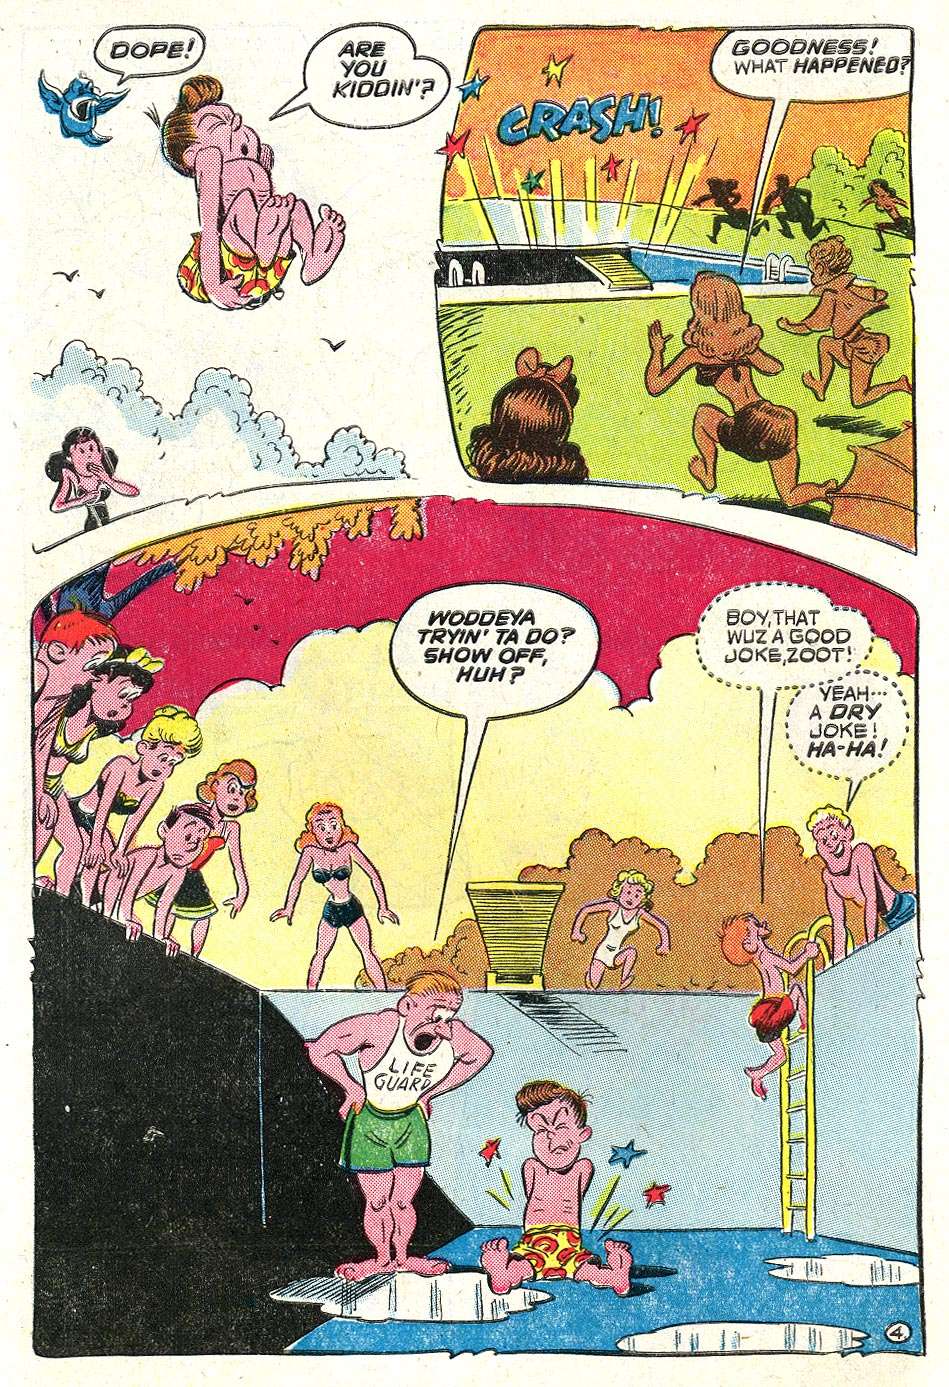 DOPE!
ARE
YOU
KIDDIN'?
GOODNESS!
WHAT HAPPENED?
CRASH!
WODDEYA
TRYIN' TA DO?
SHOW OFF,
HUH?
BOY, THAT
WUZ A GOOD
JOKE, ZOOT!
YEAH---
A DRY
JOKE!
HA-HA!
LIFE
GUARD
4